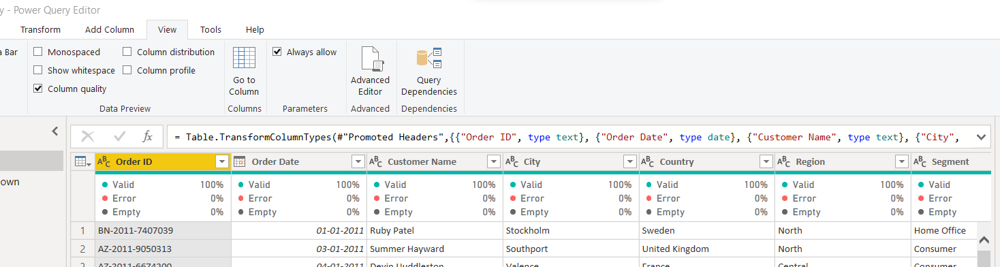 y - Power Query Editor
Transform Add Column View Tools Help
a Bar Monospaced Column distribution Always allow
Show whitespace Column profile
Column quality
Go to Column
Advanced Editor
Query Dependencies
Data Preview Columns Parameters Advanced Dependencies
fx = Table.TransformColumnTypes(#"Promoted Headers",{{"Order ID", type text}, {"Order Date", type date}, {"Customer Name", type text}, {"City",
own
ABC Order ID Order Date ABC Customer Name ABC City ABC Country ABC Region ABC Segment
Valid 100% Valid 100% Valid 100% Valid 100% Valid 100% Valid 100% Valid
Error 0% Error 0% Error 0% Error 0% Error 0% Error 0% Error
Empty 0% Empty 0% Empty 0% Empty 0% Empty 0% Empty 0% Empty
1 BN-2011-7407039 01-01-2011 Ruby Patel Stockholm Sweden North Home Office
2 AZ-2011-9050313 03-01-2011 Summer Hayward Southport United Kingdom North Consumer
3 AZ-2011-6674300 04-01-2011 Devin Huddleston Valence France Central Consumer